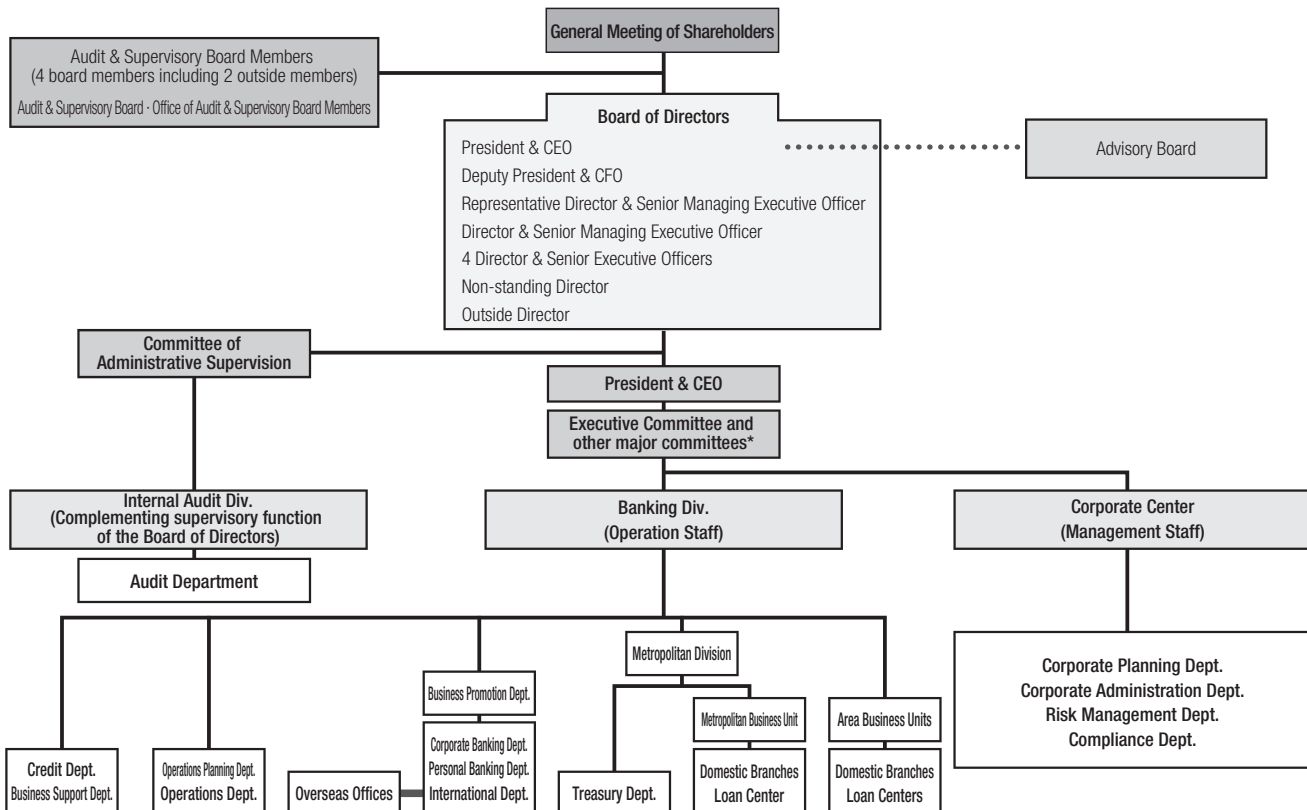 General Meeting of Shareholders
Audit & Supervisory Board Members
(4 board members including 2 outside members)
Audit & Supervisory Board · Office of Audit & Supervisory Board Members
Board of Directors
President & CEO
Deputy President & CFO
Representative Director & Senior Managing Executive Officer
Director & Senior Managing Executive Officer
4 Director & Senior Executive Officers
Non-standing Director
Outside Director
Advisory Board
Committee of
Administrative Supervision
President & CEO
Executive Committee and
other major committees*
Internal Audit Div.
(Complementing supervisory function
of the Board of Directors)
Audit Department
Banking Div.
(Operation Staff)
Corporate Center
(Management Staff)
Credit Dept.
Business Support Dept.
Operations Planning Dept.
Operations Dept.
Business Promotion Dept.
Corporate Banking Dept.
Personal Banking Dept.
International Dept.
Overseas Offices
Metropolitan Division
Treasury Dept.
Metropolitan Business Unit
Domestic Branches
Loan Center
Area Business Units
Domestic Branches
Loan Centers
Corporate Planning Dept.
Corporate Administration Dept.
Risk Management Dept.
Compliance Dept.